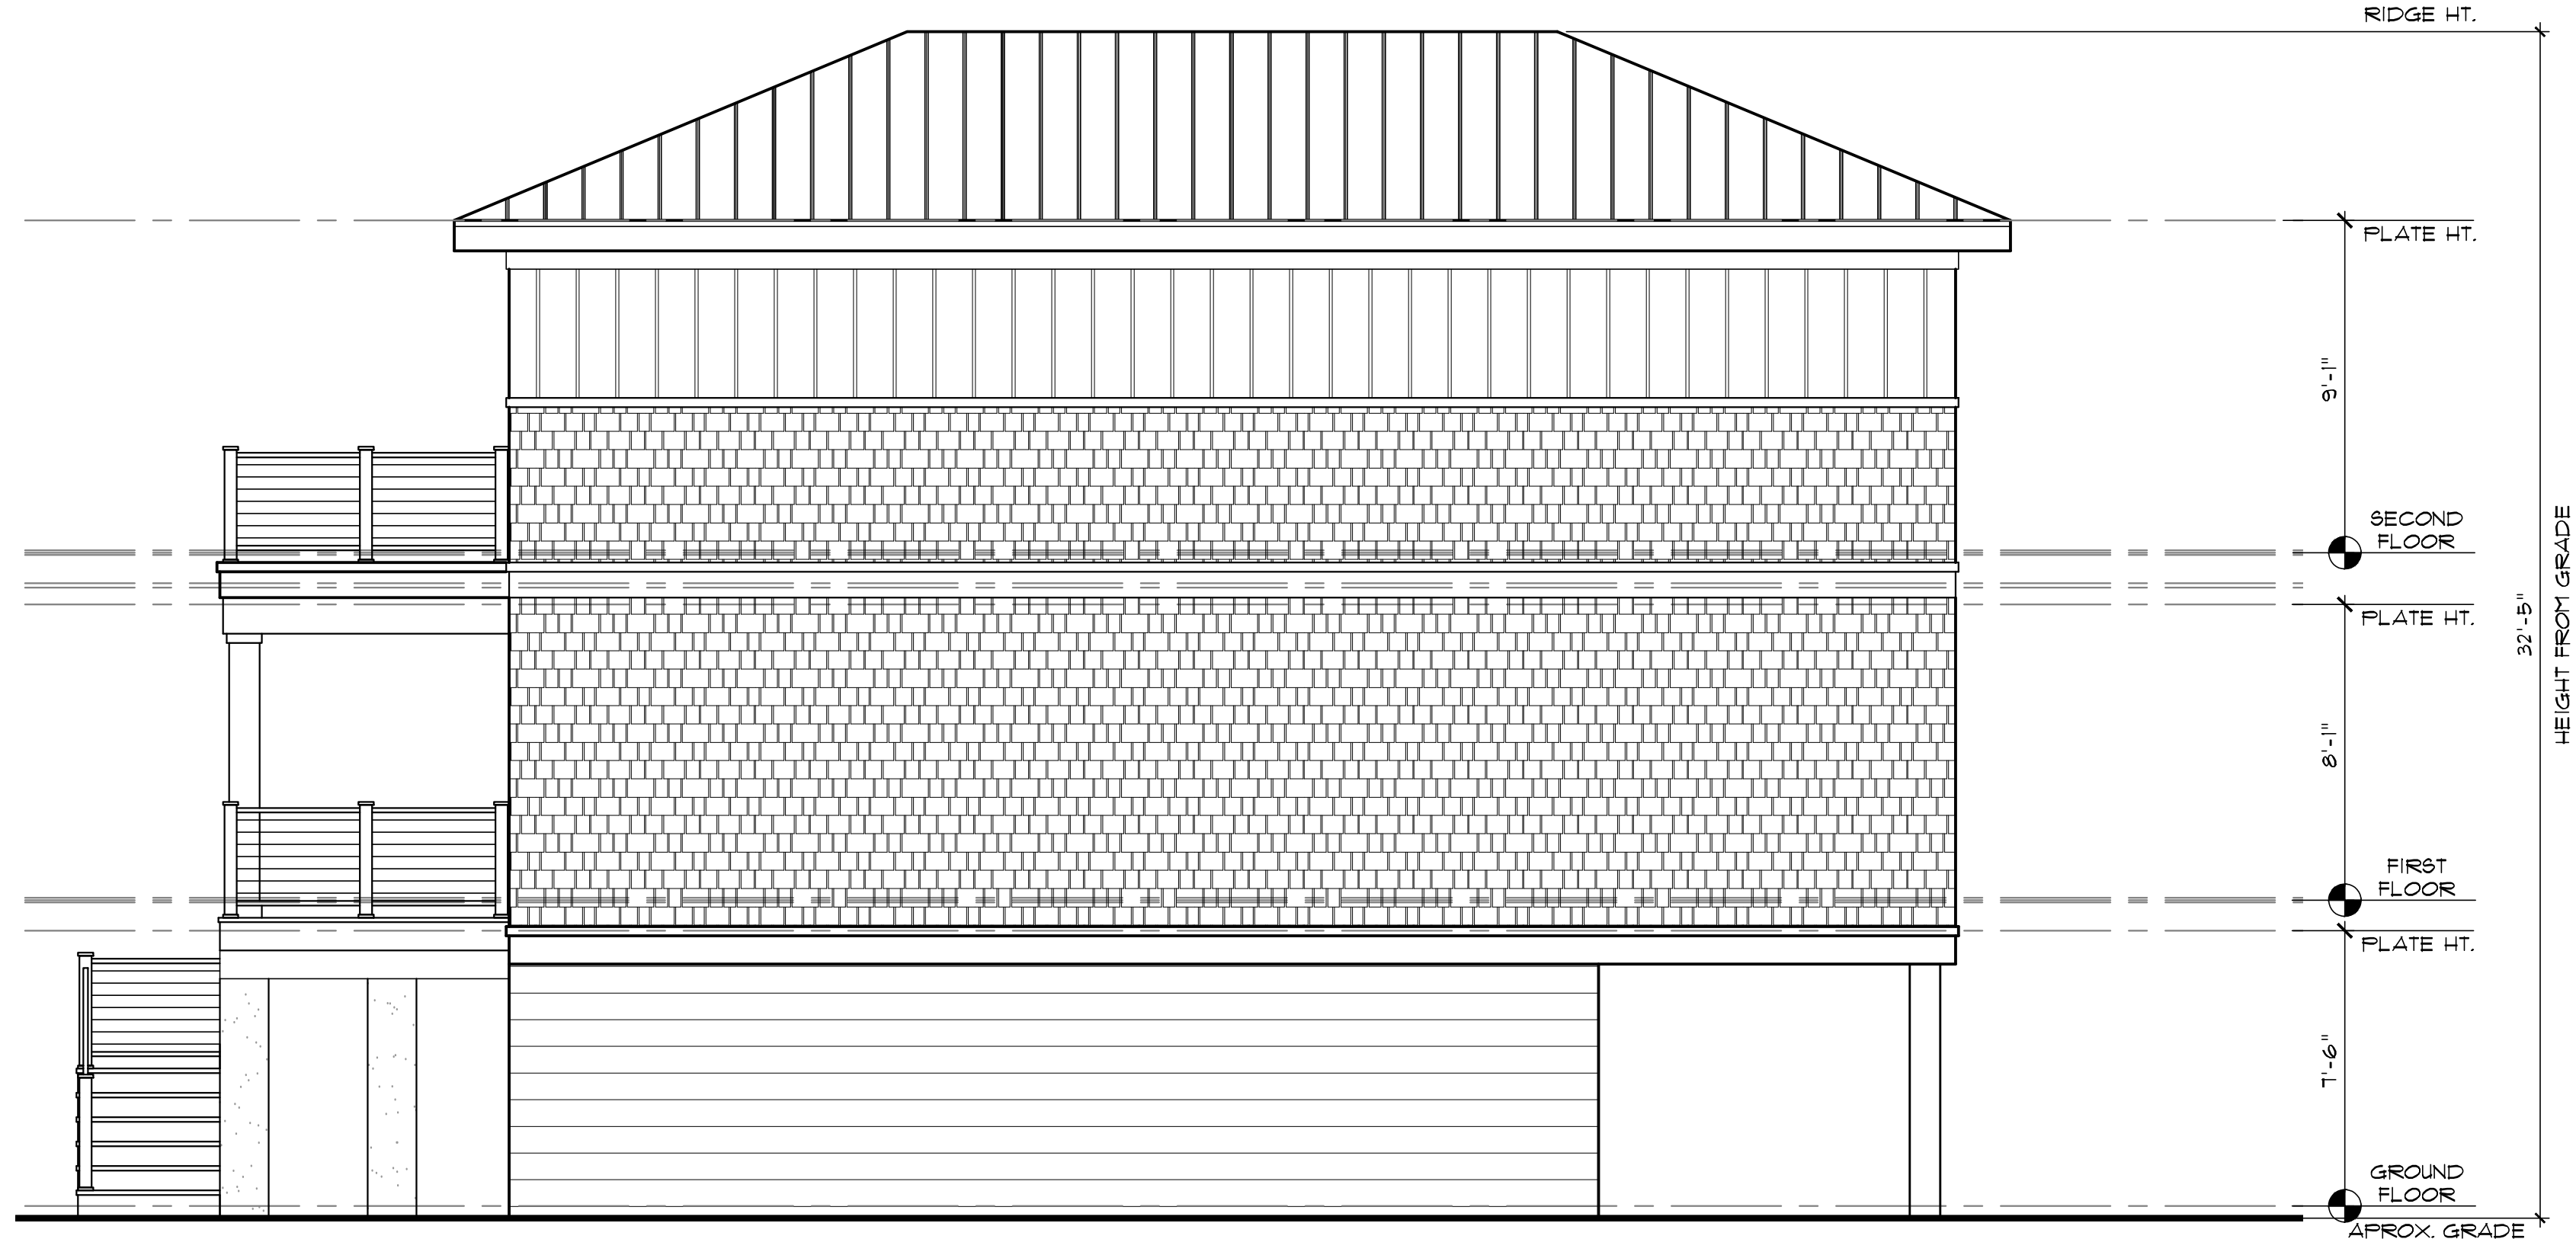 RIDGE HT.
PLATE HT.
9'-1"
SECOND
FLOOR
PLATE HT.
32'-5"
HEIGHT FROM GRADE
8'-1"
FIRST
FLOOR
PLATE HT.
7'-6"
GROUND
FLOOR
APROX. GRADE